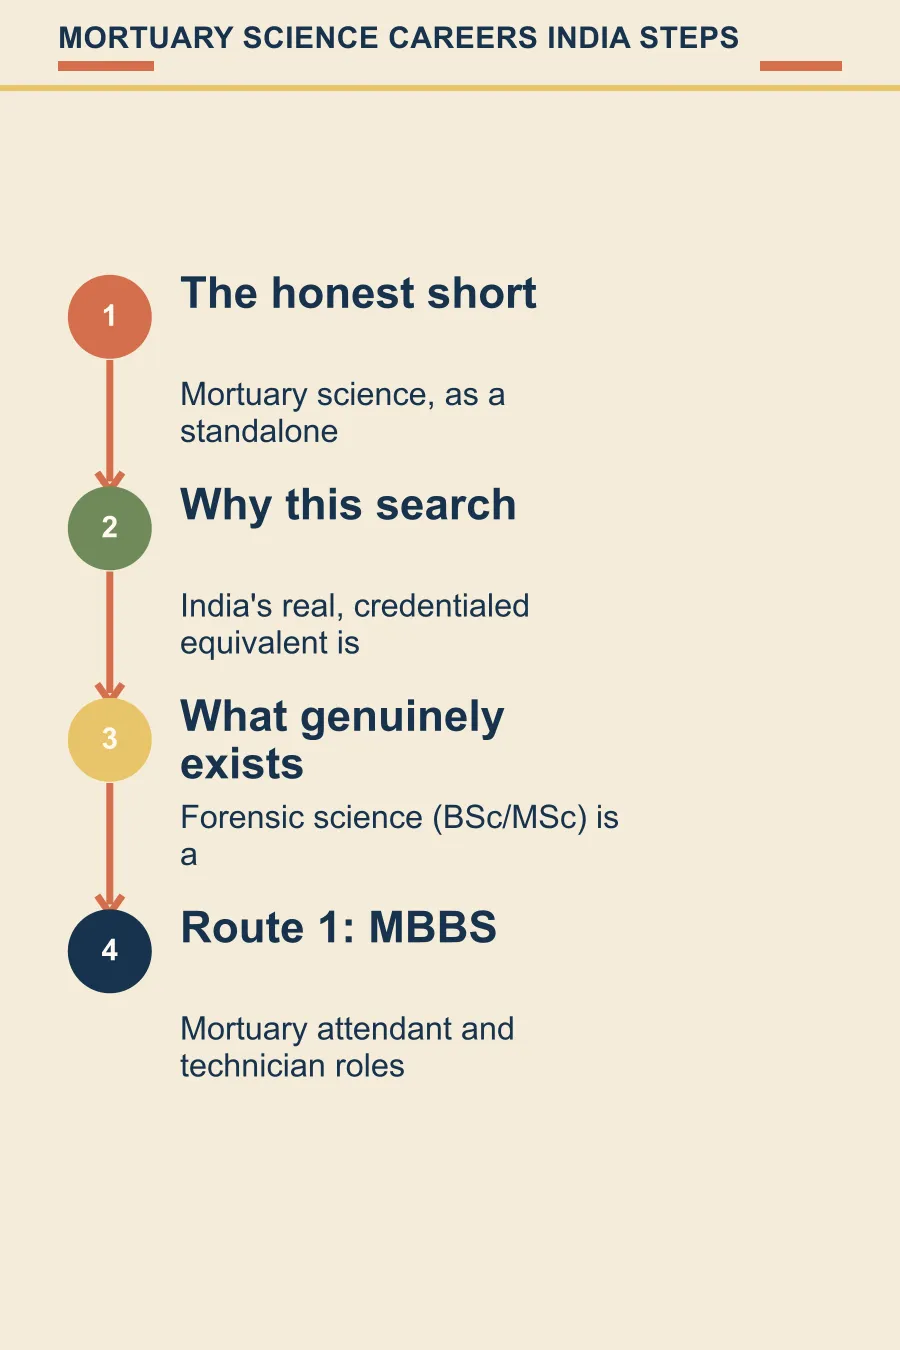 MORTUARY SCIENCE CAREERS INDIA STEPS
1
The honest short
Mortuary science, as a
standalone
2
Why this search
India's real, credentialed
equivalent is
3
What genuinely
exists
Forensic science (BSc/MSc) is
a
4
Route 1: MBBS
Mortuary attendant and
technician roles